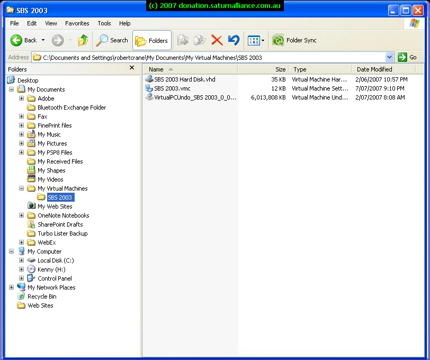 (c) 2007 donation.saturnalliance.com.au
SBS 2003
File Edit View Favorites Tools Help
Back Search Folders Folder Sync
Address C:\Documents and Settings\robertcrane\My Documents\My Virtual Machines\SBS 2003 Go
Folders
Name Size Type Date Modified
Desktop
My Documents
Adobe
Bluetooth Exchange Folder
Fax
FinePrint files
My Music
My Pictures
My PSP8 Files
My Received Files
My Shapes
My Videos
My Virtual Machines
SBS 2003
My Web Sites
OneNote Notebooks
SharePoint Drafts
Turbo Lister Backup
WebEx
My Computer
Local Disk (C:)
Kenny (H:)
Control Panel
My Network Places
Recycle Bin
Web Sites
SBS 2003 Hard Disk.vhd 35 KB Virtual Machine Har... 2/06/2007 10:57 PM
SBS 2003.vmc 12 KB Virtual Machine Sett... 2/07/2007 9:10 PM
VirtualPCUndo_SBS 2003_0_0... 6,013,808 KB Virtual Machine Und... 2/07/2007 8:08 AM